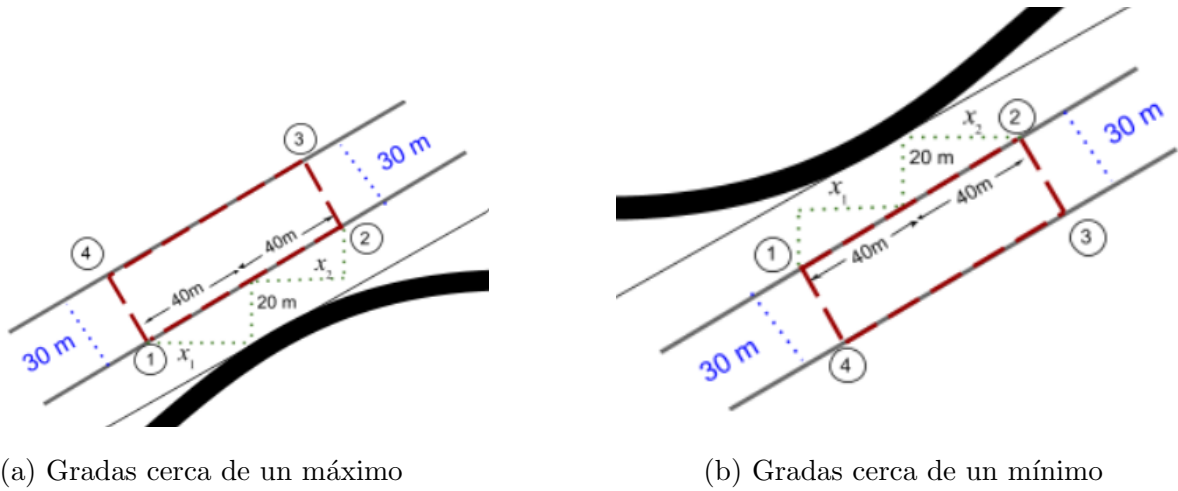 3
30 m
4
40m
40m
2
x₂
20 m
30 m
1
x₁
x₂
2
20 m
30 m
x₁
40m
1
40m
3
30 m
4
(a) Gradas cerca de un máximo
(b) Gradas cerca de un mínimo